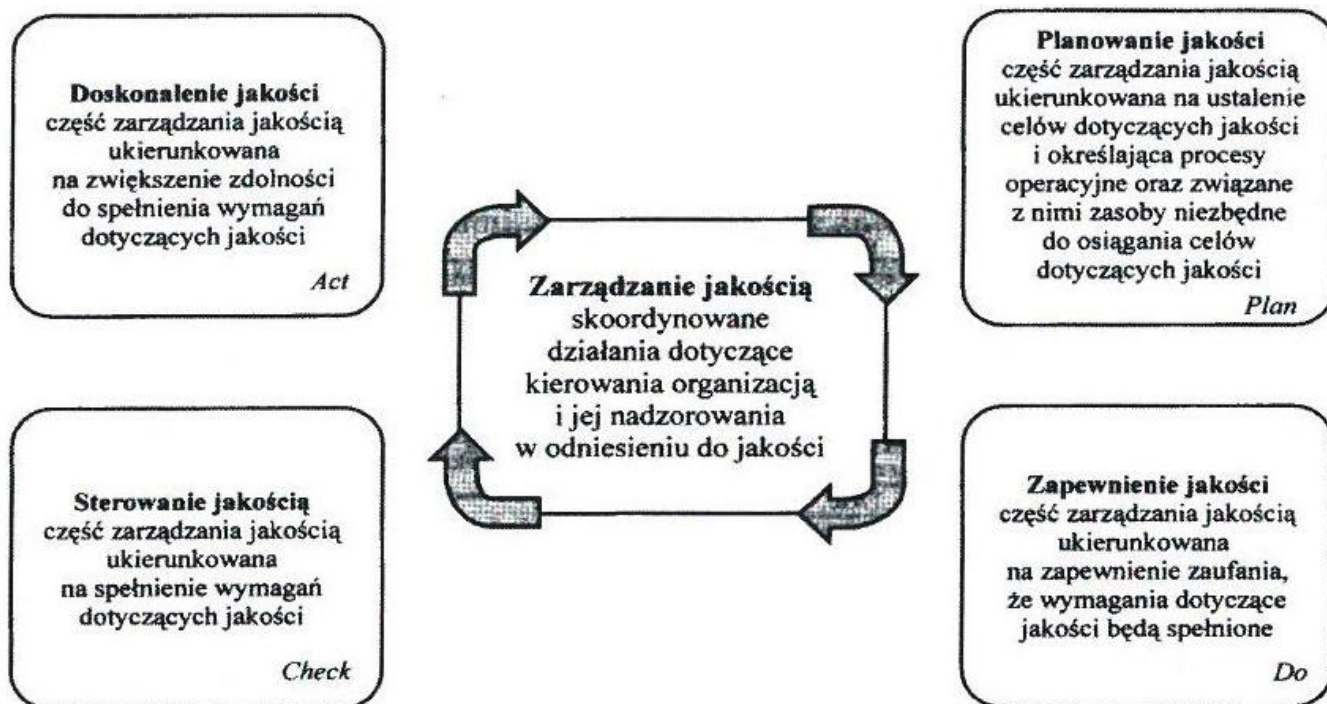 Doskonalenie jakości
część zarządzania jakością
ukierunkowana
na zwiększenie zdolności
do spełnienia wymagań
dotyczących jakości
Act
Planowanie jakości
część zarządzania jakością
ukierunkowana na ustalenie
celów dotyczących jakości
i określająca procesy
operacyjne oraz związane
z nimi zasoby niezbędne
do osiągania celów
dotyczących jakości
Plan
Zarządzanie jakością
skoordynowane
działania dotyczące
kierowania organizacją
i jej nadzorowania
w odniesieniu do jakości
Sterowanie jakością
część zarządzania jakością
ukierunkowana
na spełnienie wymagań
dotyczących jakości
Check
Zapewnienie jakości
część zarządzania jakością
ukierunkowana
na zapewnienie zaufania,
że wymagania dotyczące
jakości będą spełnione
Do